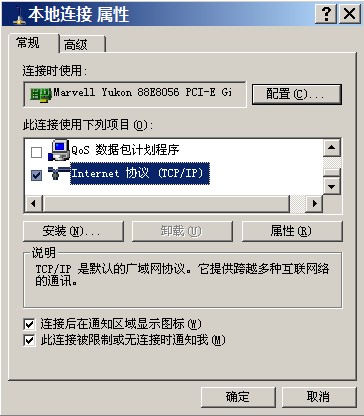 本地连接 属性
常规
高级
连接时使用:
Marvell Yukon 88E8056 PCI-E Gi
配置(C)...
此连接使用下列项目(O):
QoS 数据包计划程序
Internet 协议 (TCP/IP)
安装(N)...
卸载(U)
属性(R)
说明
TCP/IP 是默认的广域网协议。它提供跨越多种互联网络
的通讯。
连接后在通知区域显示图标(W)
此连接被限制或无连接时通知我(M)
确定
取消